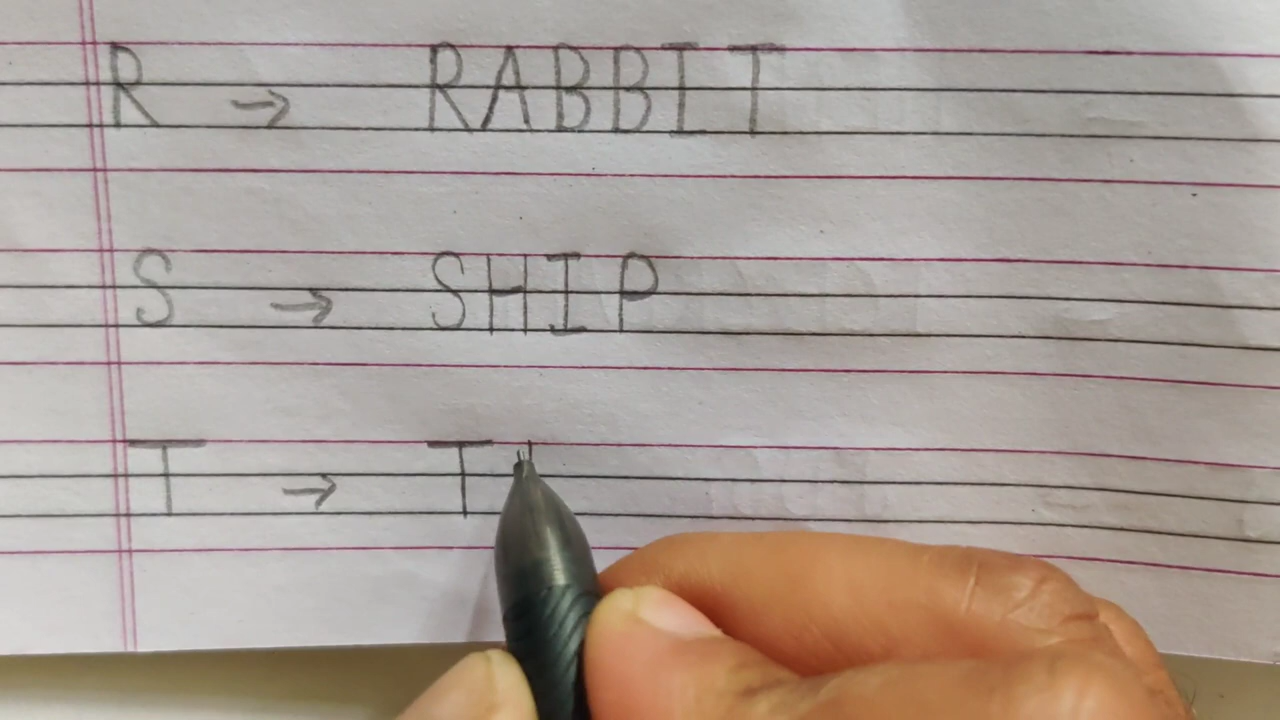 R → RABBIT
S → SHIP
T → T